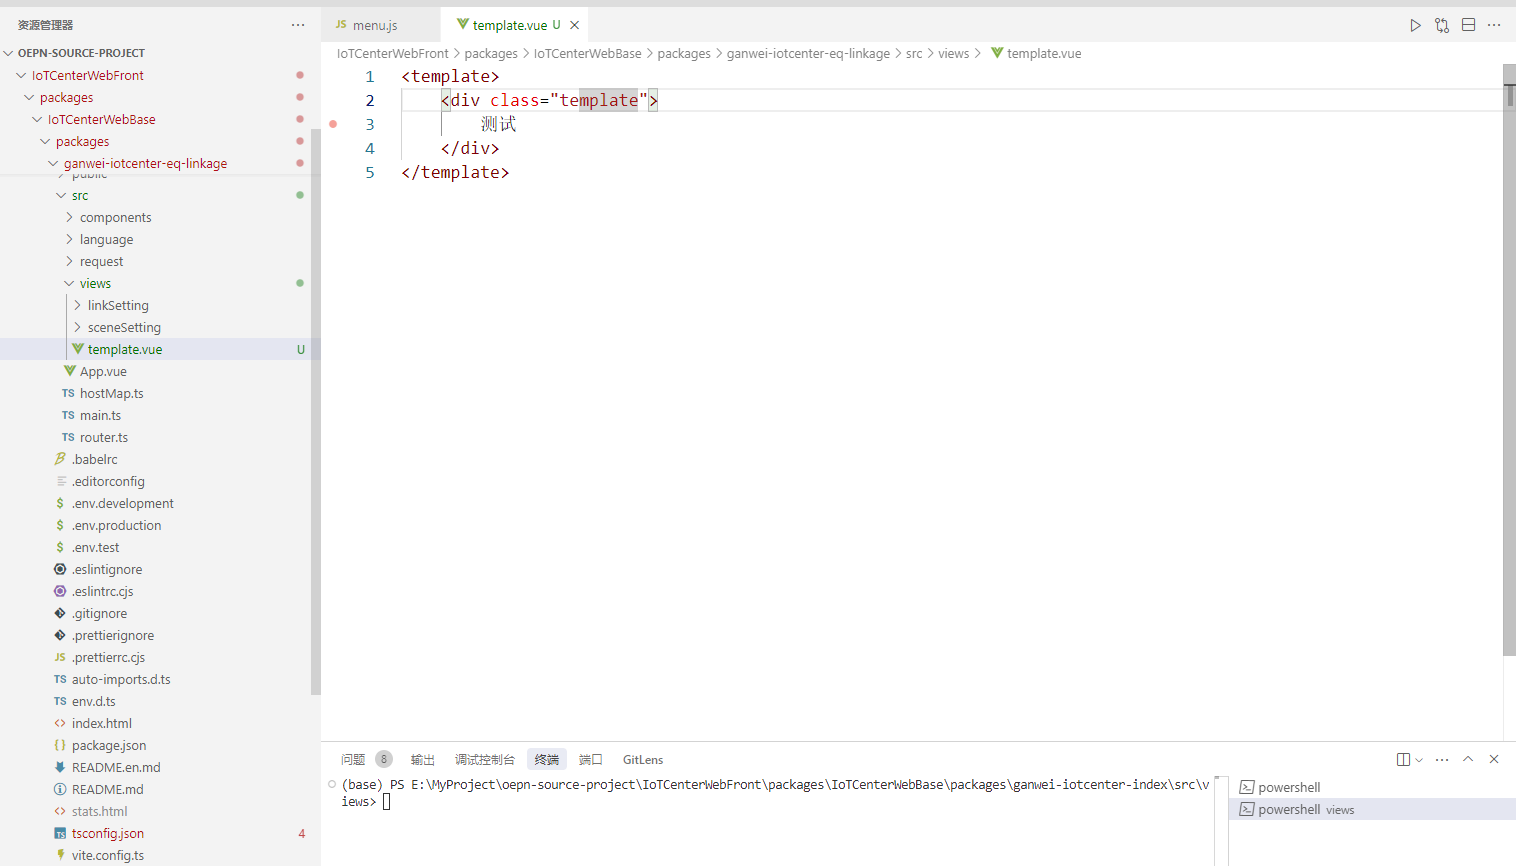 资源管理器
OEPN-SOURCE-PROJECT
IoTCenterWebFront
packages
IoTCenterWebBase
packages
ganwei-iotcenter-eq-linkage
public
src
components
language
request
views
linkSetting
sceneSetting
template.vue U
App.vue
TS hostMap.ts
TS main.ts
TS router.ts
.babelrc
.editorconfig
$ .env.development
$ .env.production
$ .env.test
.eslintignore
.eslintrc.cjs
.gitignore
.prettierignore
JS .prettierrc.cjs
TS auto-imports.d.ts
TS env.d.ts
<> index.html
{} package.json
README.en.md
README.md
<> stats.html
TS tsconfig.json 4
vite.config.ts
JS menu.js
template.vue U
IoTCenterWebFront > packages > IoTCenterWebBase > packages > ganwei-iotcenter-eq-linkage > src > views > template.vue
1 <template>
2 <div class="template">
3 测试
4 </div>
5 </template>
问题 8 输出 调试控制台 终端 端口 GitLens
(base) PS E:\MyProject\oepn-source-project\IoTCenterWebFront\packages\IoTCenterWebBase\packages\ganwei-iotcenter-index\src\v
iews>
powershell
powershell views